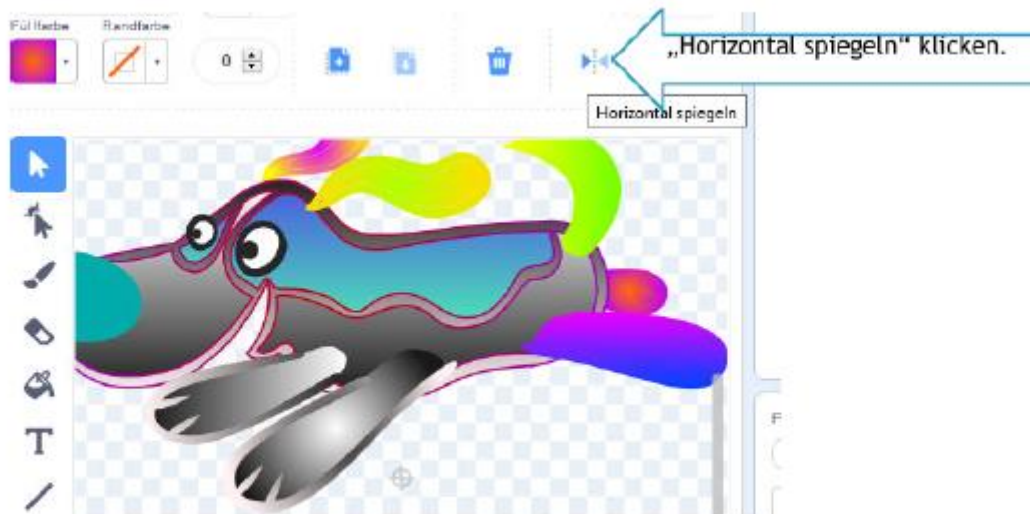 Füllfarbe
Randfarbe
0
„Horizontal spiegeln“ klicken.
Horizontal spiegeln
T
F